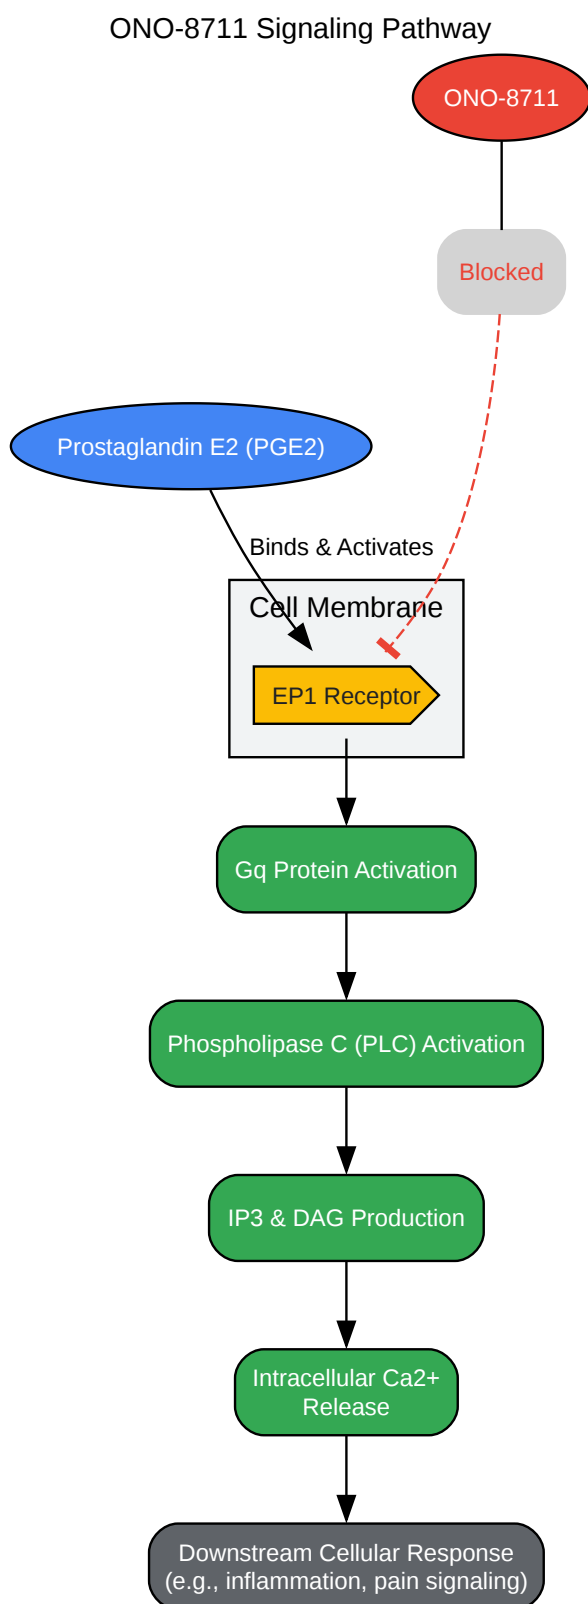 ONO-8711 Signaling Pathway
ONO-8711
Blocked
Prostaglandin E2 (PGE2)
Binds & Activates
Cell Membrane
EP1 Receptor
Gq Protein Activation
Phospholipase C (PLC) Activation
IP3 & DAG Production
Intracellular Ca2+
Release
Downstream Cellular Response
(e.g., inflammation, pain signaling)